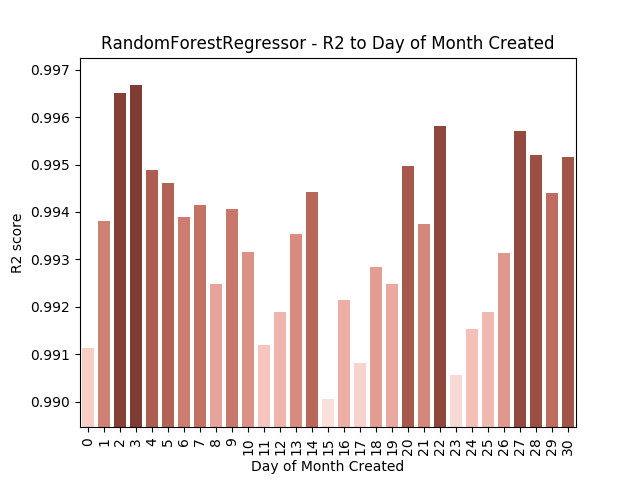 RandomForestRegressor - R2 to Day of Month Created
0.997
0.996
0.995
0.994
0.993
0.992
0.991
0.990
R2 score
0 1 2 3 4 5 6 7 8 9 10 11 12 13 14 15 16 17 18 19 20 21 22 23 24 25 26 27 28 29 30
Day of Month Created